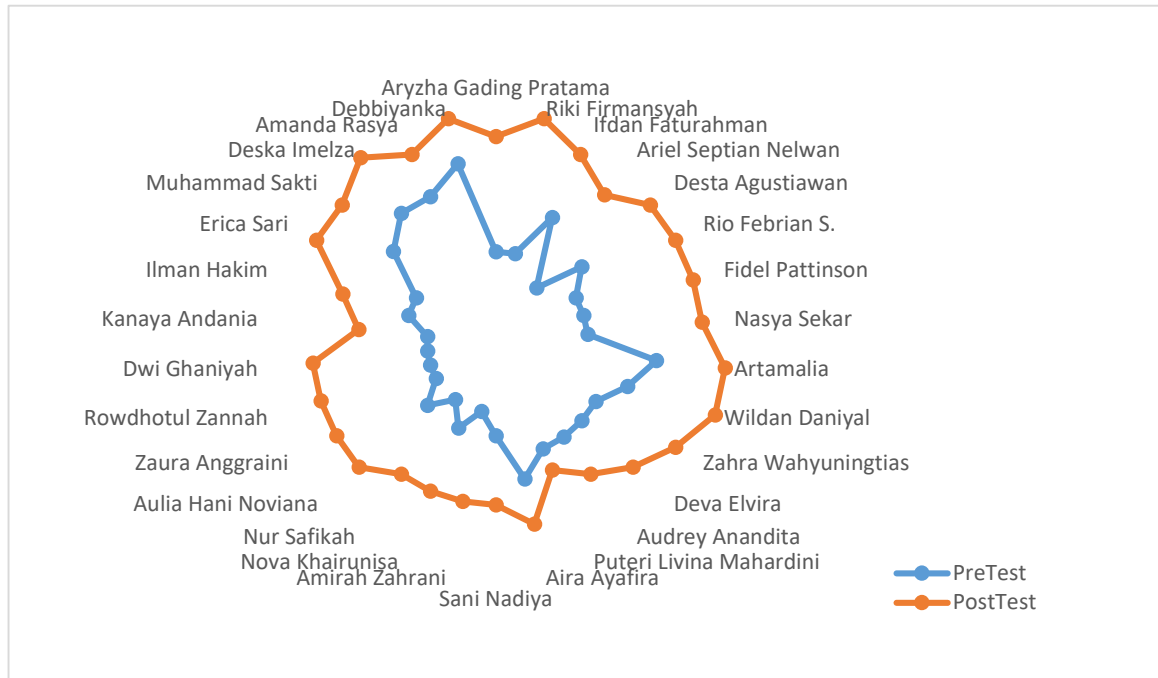 Aryzha Gading Pratama
Riki Firmansyah
Ifdan Faturahman
Ariel Septian Nelwan
Desta Agustiawan
Rio Febrian S.
Fidel Pattinson
Nasya Sekar
Artamalia
Wildan Daniyal
Zahra Wahyuningtias
Deva Elvira
Audrey Anandita
Puteri Livina Mahardini
Aira Ayafira
Sani Nadiya
Amirah Zahrani
Nova Khairunisa
Nur Safikah
Aulia Hani Noviana
Zaura Anggraini
Rowdhotul Zannah
Dwi Ghaniyah
Kanaya Andania
Ilman Hakim
Erica Sari
Muhammad Sakti
Deska Imelza
Amanda Rasya
Debbiyanka
PreTest
PostTest